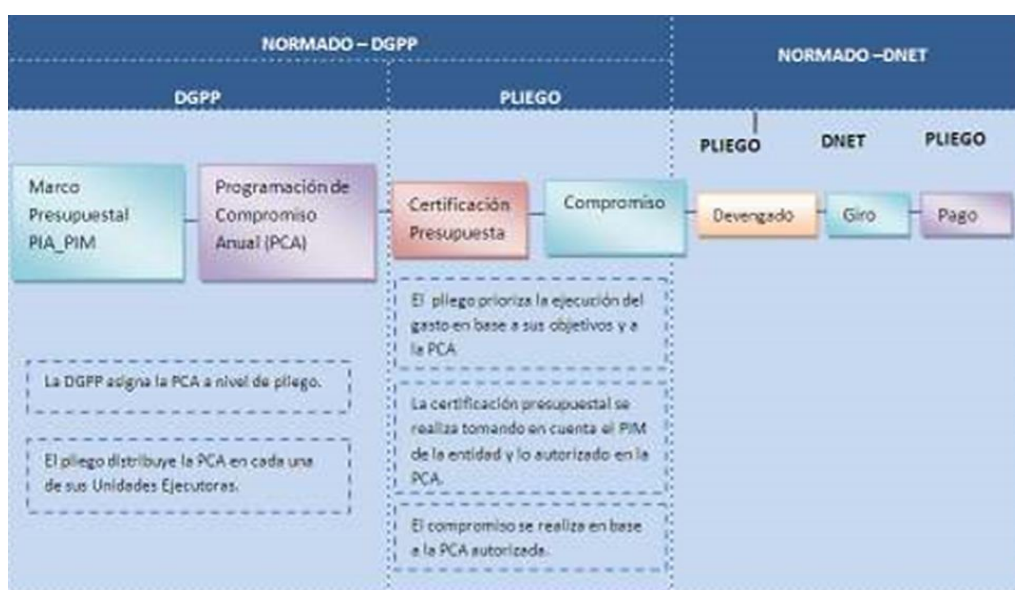 NORMADO – DGPP
NORMADO –DNET
DGPP
PLIEGO
PLIEGO
DNET
PLIEGO
Marco
Presupuestal
PIA_PIM
Programación de
Compromiso
Anual (PCA)
Certificación
Presupuesta
Compromiso
Devengado
Giro
Pago
La DGPP asigna la PCA a nivel de pliego.
El pliego distribuye la PCA en cada una
de sus Unidades Ejecutoras.
El pliego prioriza la ejecución del
gasto en base a sus objetivos y a
la PCA
La certificación presupuestal se
realiza tomando en cuenta el PIM
de la entidad y lo autorizado en la
PCA.
El compromiso se realiza en base
a la PCA autorizada.